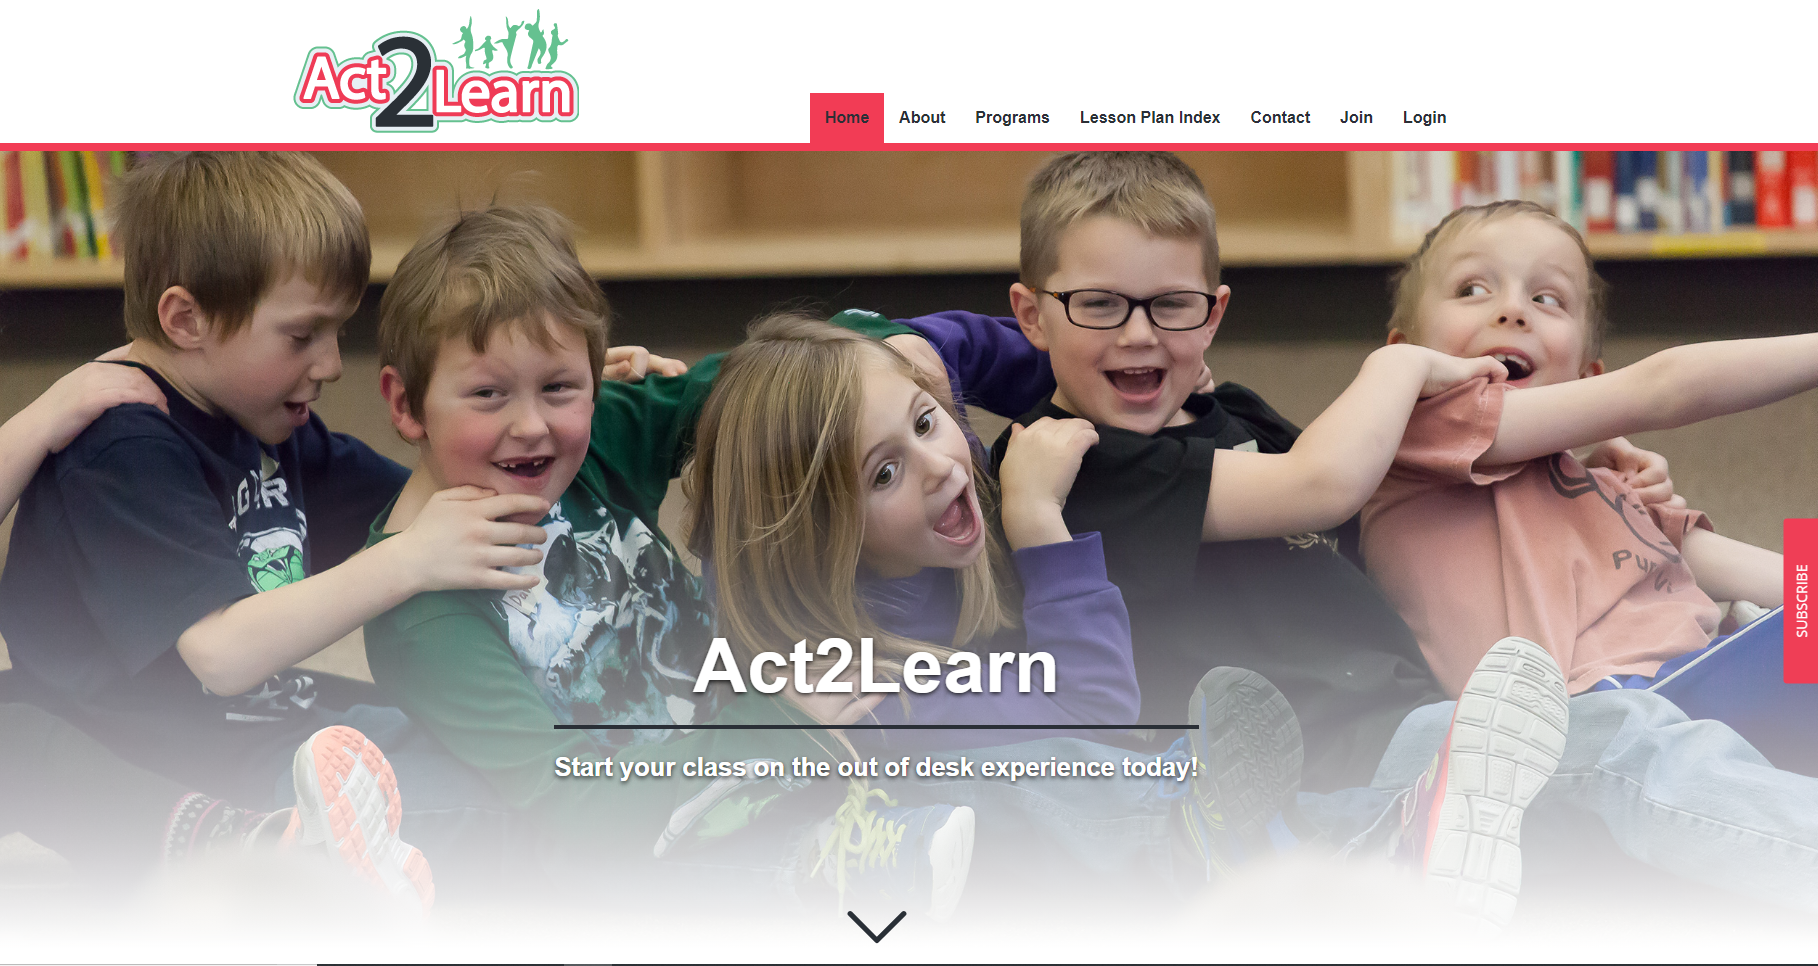 Act2Learn
Home About Programs Lesson Plan Index Contact Join Login
SUBSCRIBE
Act2Learn
Start your class on the out of desk experience today!